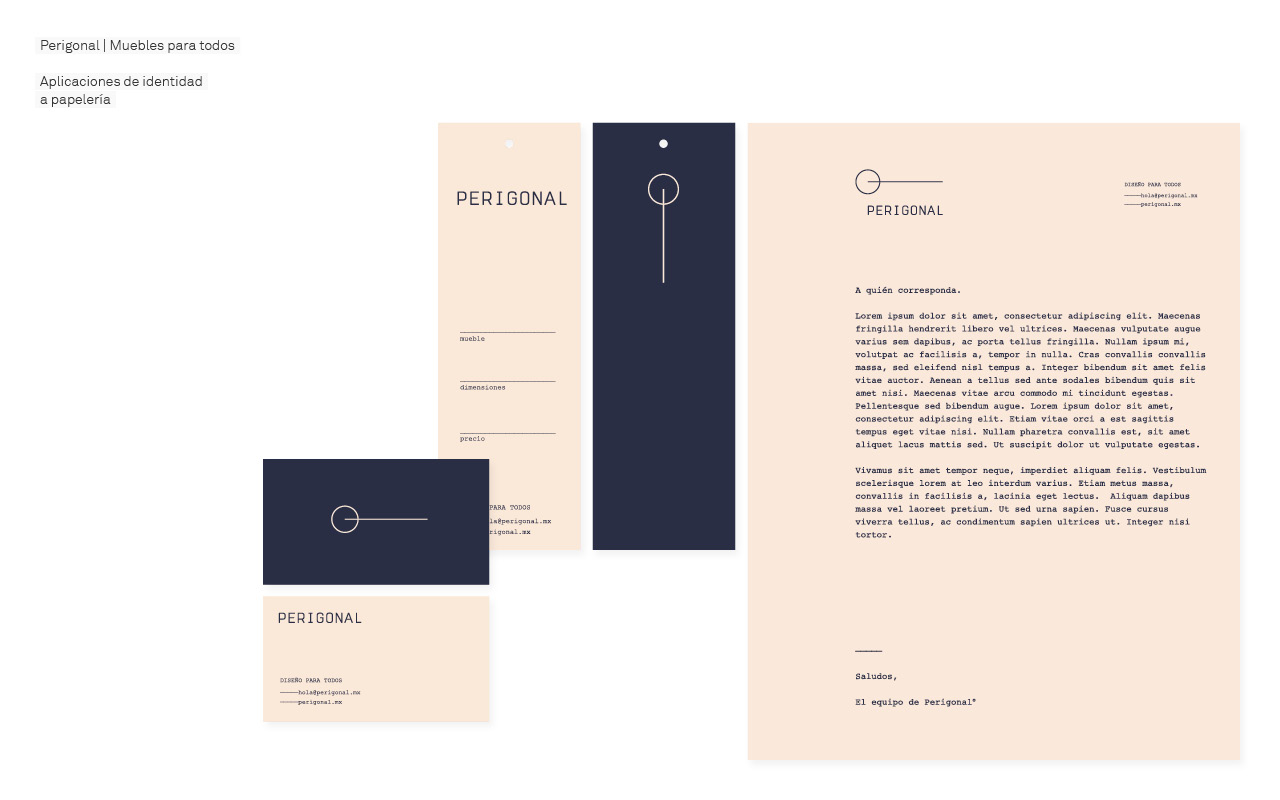 Perigonal | Muebles para todos
Aplicaciones de identidad
a papelería
PERIGONAL
mueble
dimensiones
precio
PARA TODOS
la@perigonal.mx
rigonal.mx
PERIGONAL
DISEÑO PARA TODOS
hola@perigonal.mx
perigonal.mx
PERIGONAL
DISEÑO PARA TODOS
hola@perigonal.mx
perigonal.mx
A quién corresponda.
Lorem ipsum dolor sit amet, consectetur adipiscing elit. Maecenas
fringilla hendrerit libero vel ultrices. Maecenas vulputate augue
varius sem dapibus, ac porta tellus fringilla. Nullam ipsum mi,
volutpat ac facilisis a, tempor in nulla. Cras convallis convallis
massa, sed eleifend nisl tempus a. Integer bibendum sit amet felis
vitae auctor. Aenean a tellus sed ante sodales bibendum quis sit
amet nisi. Maecenas vitae arcu commodo mi tincidunt egestas.
Pellentesque sed bibendum augue. Lorem ipsum dolor sit amet,
consectetur adipiscing elit. Etiam vitae orci a est sagittis
tempus eget vitae nisi. Nullam pharetra convallis est, sit amet
aliquet lacus mattis sed. Ut suscipit dolor ut vulputate egestas.
Vivamus sit amet tempor neque, imperdiet aliquam felis. Vestibulum
scelerisque lorem at leo interdum varius. Etiam metus massa,
convallis in facilisis a, lacinia eget lectus.  Aliquam dapibus
massa vel laoreet pretium. Ut sed urna sapien. Fusce cursus
viverra tellus, ac condimentum sapien ultrices ut. Integer nisi
tortor.
Saludos,
El equipo de Perigonal°